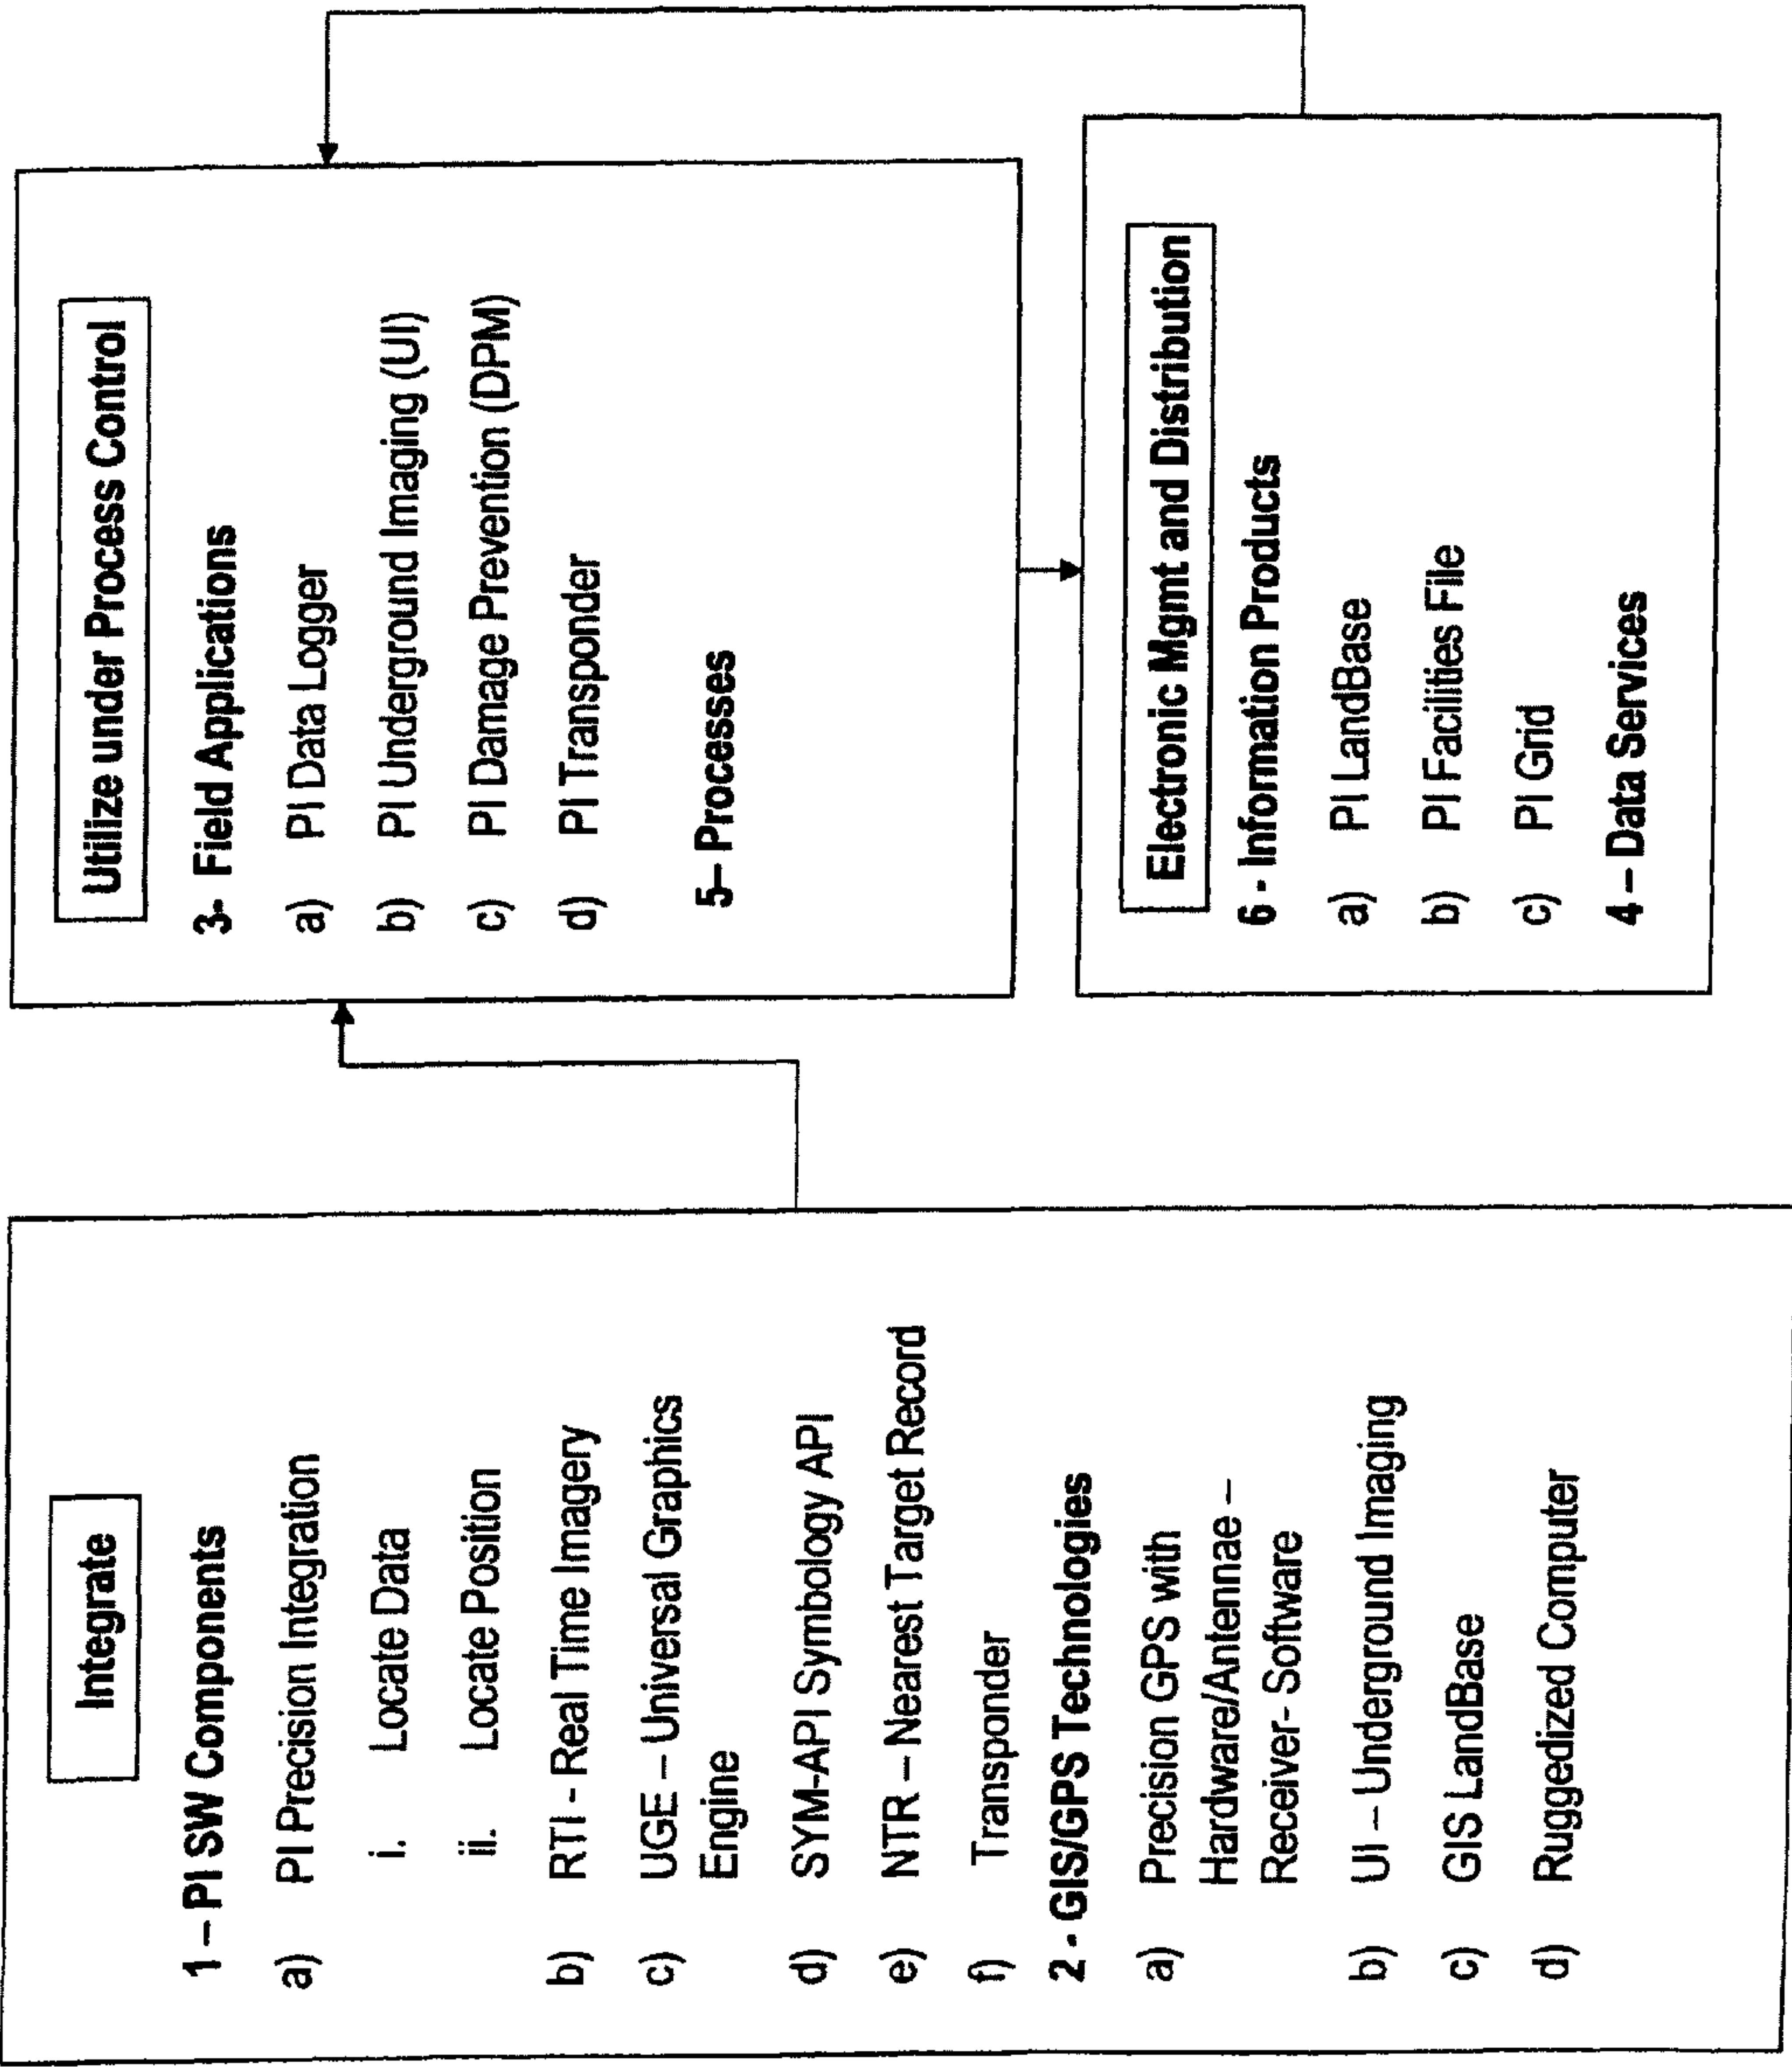 Integrate
1 – PI SW Components
a) PI Precision Integration
i. Locate Data
ii. Locate Position
b) RTI - Real Time Imagery
c) UGE – Universal Graphics
Engine
d) SYM-API Symbology API
e) NTR – Nearest Target Record
f) Transponder
2 - GIS/GPS Technologies
a) Precision GPS with
Hardware/Antennae –
Receiver- Software
b) UI – Underground Imaging
c) GIS LandBase
d) Ruggedized Computer
Utilize under Process Control
3- Field Applications
a) PI Data Logger
b) PI Underground Imaging (UI)
c) PI Damage Prevention (DPM)
d) PI Transponder
5– Processes
Electronic Mgmt and Distribution
6 - Information Products
a) PI LandBase
b) PI Facilities File
c) PI Grid
4 – Data Services